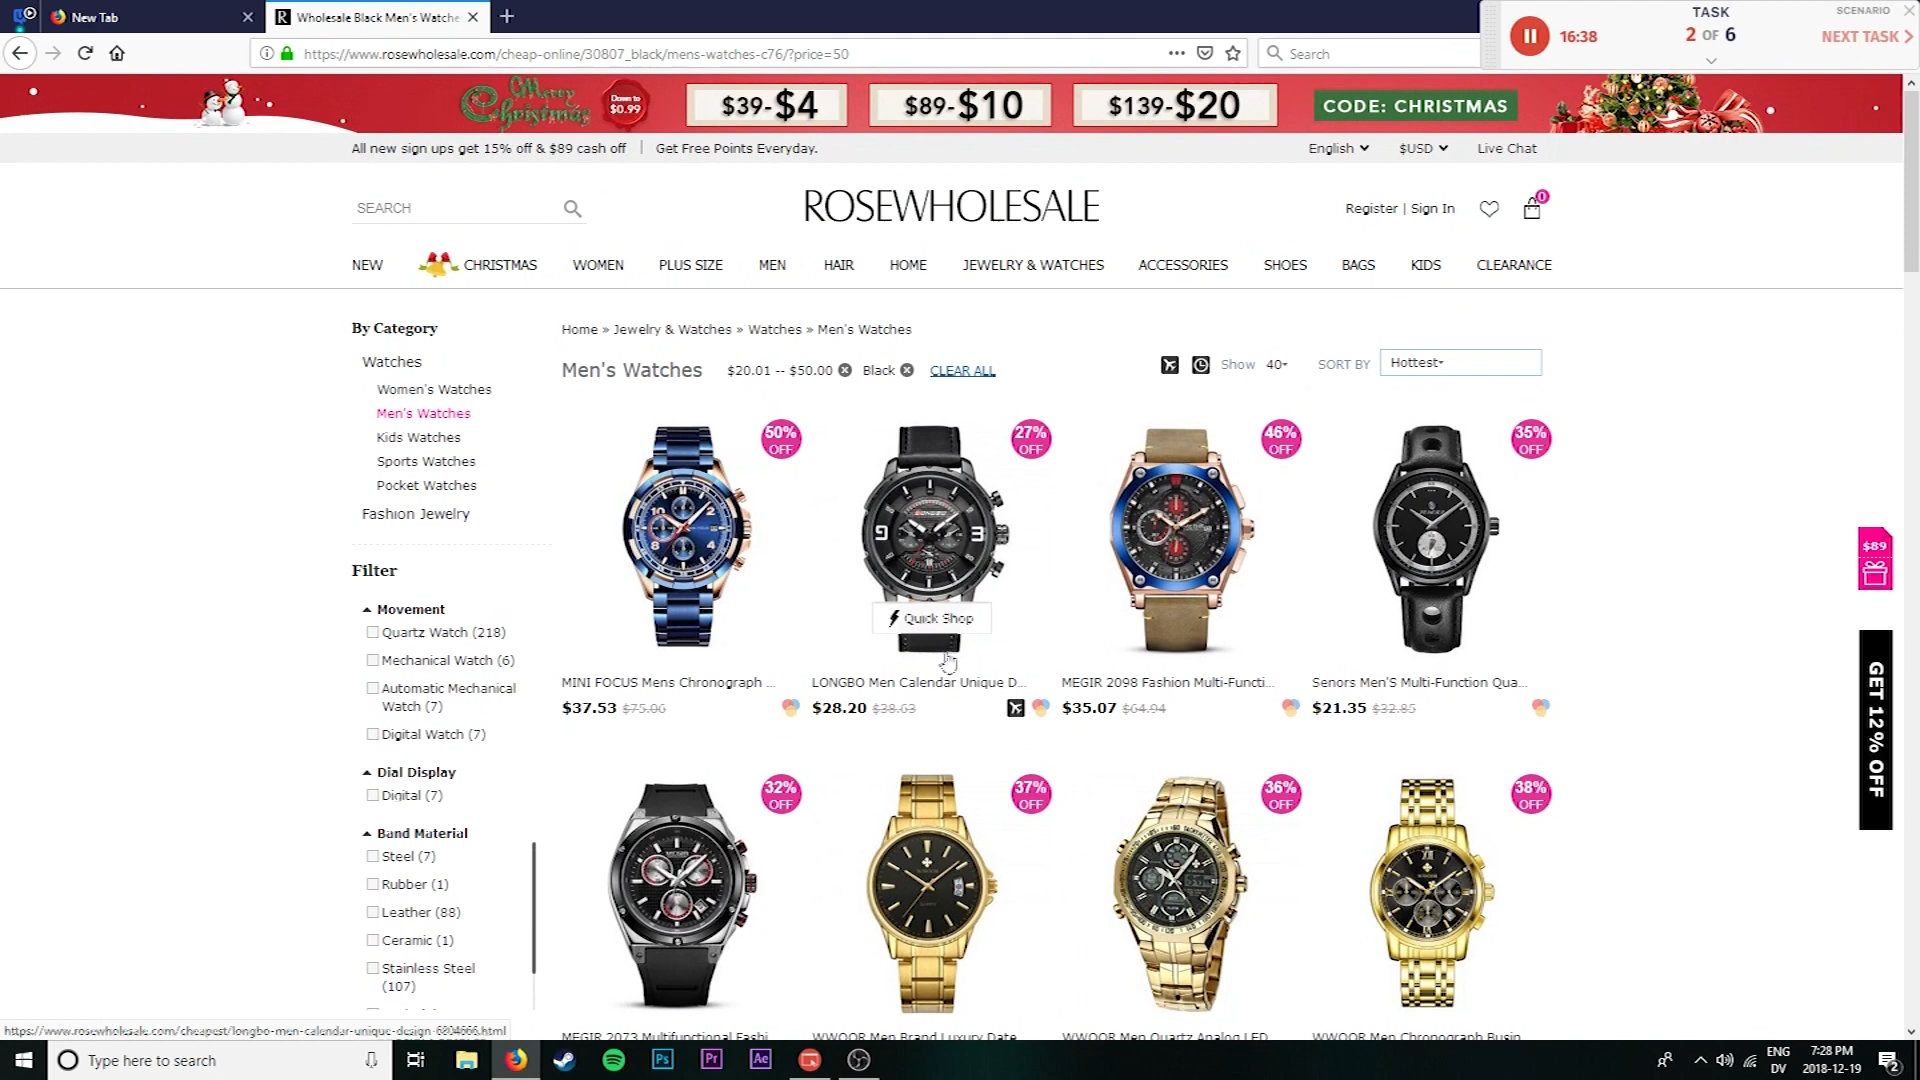 New Tab
Wholesale Black Men's Watche
16:38
TASK
2 OF 6
SCENARIO
NEXT TASK
https://www.rosewholesale.com/cheap-online/30807_black/mens-watches-c76/?price=50
Search
Merry Christmas
Down to $0.99
$39-$4
$89-$10
$139-$20
CODE: CHRISTMAS
All new sign ups get 15% off & $89 cash off
Get Free Points Everyday.
English
$USD
Live Chat
SEARCH
ROSEWHOLESALE
Register | Sign In
0
NEW
CHRISTMAS
WOMEN
PLUS SIZE
MEN
HAIR
HOME
JEWELRY & WATCHES
ACCESSORIES
SHOES
BAGS
KIDS
CLEARANCE
By Category
Watches
Women's Watches
Men's Watches
Kids Watches
Sports Watches
Pocket Watches
Fashion Jewelry
Filter
Movement
Quartz Watch (218)
Mechanical Watch (6)
Automatic Mechanical
Watch (7)
Digital Watch (7)
Dial Display
Digital (7)
Band Material
Steel (7)
Rubber (1)
Leather (88)
Ceramic (1)
Stainless Steel
(107)
Home » Jewelry & Watches » Watches » Men's Watches
Men's Watches
$20.01 -- $50.00
Black
CLEAR ALL
Show 40
SORT BY
Hottest
50% OFF
27% OFF
46% OFF
35% OFF
Quick Shop
MINI FOCUS Mens Chronograph ...
$37.53 $75.06
LONGBO Men Calendar Unique D...
$28.20 $38.63
MEGIR 2098 Fashion Multi-Functi...
$35.07 $64.94
Senors Men'S Multi-Function Qua...
$21.35 $32.85
32% OFF
37% OFF
36% OFF
38% OFF
MEGIR 2073 Multifunctional Fashi
WWOOR Men Brand Luxury Date
WWOOR Men Quartz Analog LED
WWOOR Men Chronograph Busin
$89
GET 12% OFF
https://www.rosewholesale.com/cheapest/longbo-men-calendar-unique-design-6804666.html
Type here to search
Ps
Pr
Ae
ENG
DV
7:28 PM
2018-12-19
2